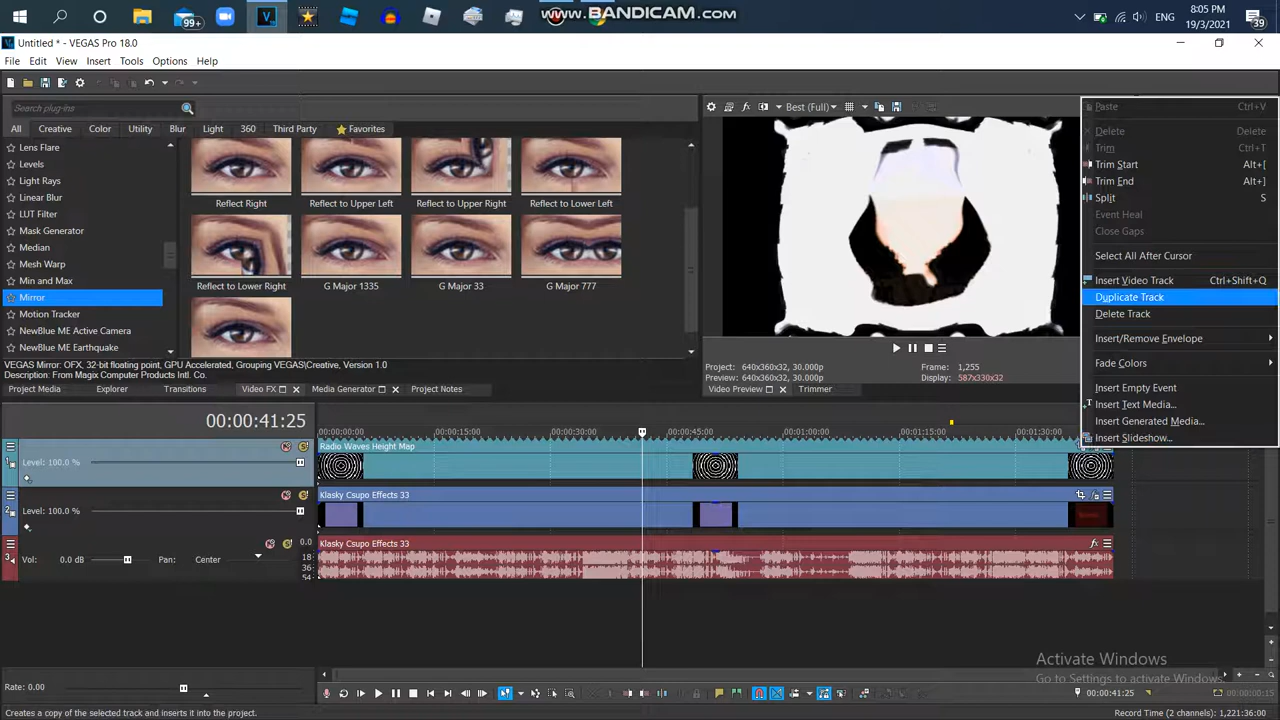 www.BANDICAM.com
99+
ENG
8:05 PM
19/3/2021
39
Untitled * - VEGAS Pro 18.0
File Edit View Insert Tools Options Help
Search plug-ins
All Creative Color Utility Blur Light 360 Third Party Favorites
Lens Flare
Levels
Light Rays
Linear Blur
LUT Filter
Mask Generator
Median
Mesh Warp
Min and Max
Mirror
Motion Tracker
NewBlue ME Active Camera
NewBlue ME Earthquake
Reflect Right Reflect to Upper Left Reflect to Upper Right Reflect to Lower Left
Reflect to Lower Right G Major 1335 G Major 33 G Major 777
VEGAS Mirror: OFX, 32-bit floating point, GPU Accelerated, Grouping VEGAS\Creative, Version 1.0
Description: From Magix Computer Products Intl. Co.
Project Media Explorer Transitions Video FX Media Generator Project Notes
Best (Full)
Project: 640x360x32, 30.000p
Preview: 640x360x32, 30.000p
Frame: 1,255
Display: 587x330x32
Video Preview Trimmer
Paste Ctrl+V
Delete Delete
Trim Ctrl+T
Trim Start Alt+[
Trim End Alt+]
Split S
Event Heal
Close Gaps
Select All After Cursor
Insert Video Track Ctrl+Shift+Q
Duplicate Track
Delete Track
Insert/Remove Envelope
Fade Colors
Insert Empty Event
Insert Text Media...
Insert Generated Media...
Insert Slideshow...
00:00:41:25
00:00:00 00:00:15:00 00:00:30:00 00:00:45:00 00:01:00:00 00:01:15:00 00:01:30:00
1
Level: 100.0 %
Radio Waves Height Map
2
Level: 100.0 %
Klasky Csupo Effects 33
3
Vol: 0.0 dB Pan: Center
0.0
18
36
54
Klasky Csupo Effects 33
Rate: 0.00
Activate Windows
Go to Settings to activate Windows.
00:00:41:25
00:00:00:15
Creates a copy of the selected track and inserts it into the project.
Record Time (2 channels): 1,221:36:00